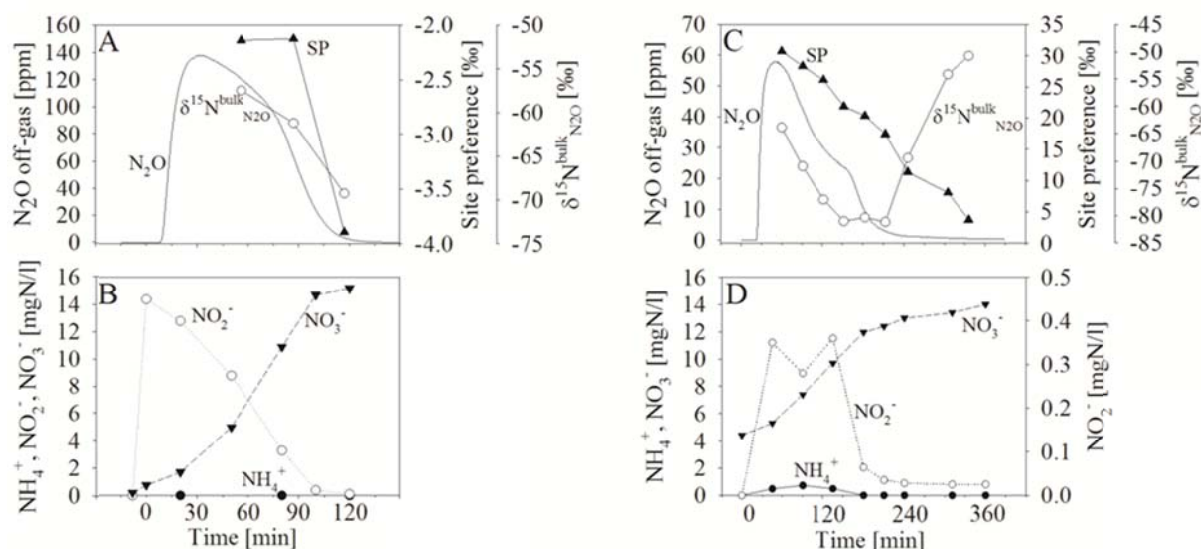 A
N₂O off-gas [ppm]
160
140
120
100
80
60
40
20
0
SP
δ¹⁵Nᵇᵘˡᵏ N2O
N₂O
-2.0
-2.5
-3.0
-3.5
-4.0
Site preference [‰]
-50
-55
-60
-65
-70
-75
δ¹⁵Nᵇᵘˡᵏ N2O [‰]
C
N₂O off-gas [ppm]
70
60
50
40
30
20
10
0
SP
N₂O
δ¹⁵Nᵇᵘˡᵏ N2O
35
30
25
20
15
10
5
0
Site preference [‰]
-45
-50
-55
-60
-65
-70
-75
-80
-85
δ¹⁵Nᵇᵘˡᵏ N2O [‰]
B
NH₄⁺, NO₂⁻, NO₃⁻ [mgN/l]
16
14
12
10
8
6
4
2
0
NO₂⁻
NO₃⁻
NH₄⁺
0 30 60 90 120
Time [min]
D
NH₄⁺, NO₃⁻ [mgN/l]
16
14
12
10
8
6
4
2
0
NO₃⁻
NO₂⁻
NH₄⁺
0.5
0.4
0.3
0.2
0.1
0.0
NO₂⁻ [mgN/l]
0 120 240 360
Time [min]